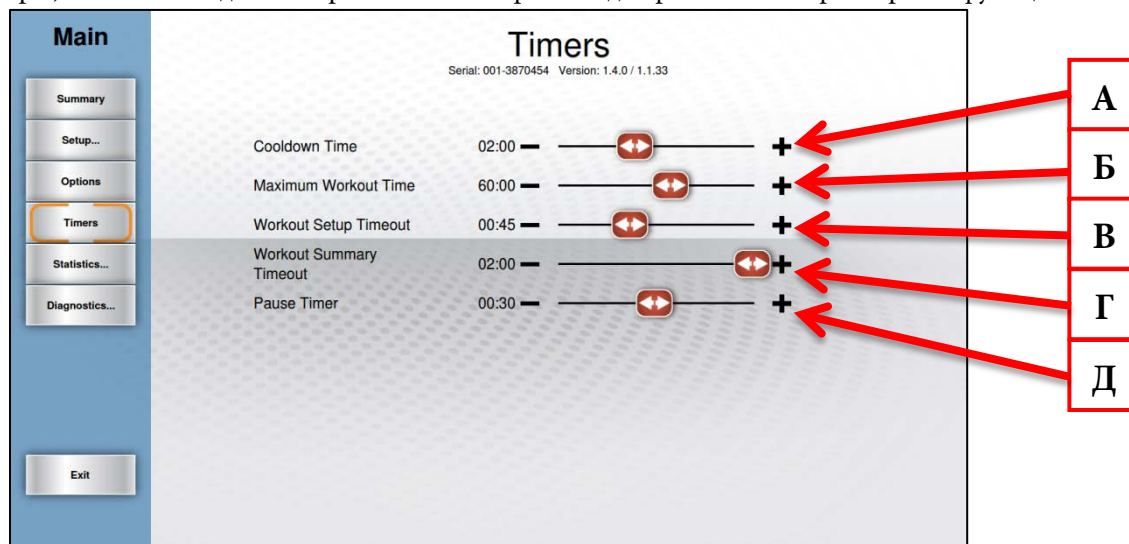 Main
Timers
Serial: 001-3870454 Version: 1.4.0 / 1.1.33
Summary
Setup...
Options
Timers
Statistics...
Diagnostics...
Exit
Cooldown Time 02:00
Maximum Workout Time 60:00
Workout Setup Timeout 00:45
Workout Summary
Timeout 02:00
Pause Timer 00:30
А
Б
В
Г
Д